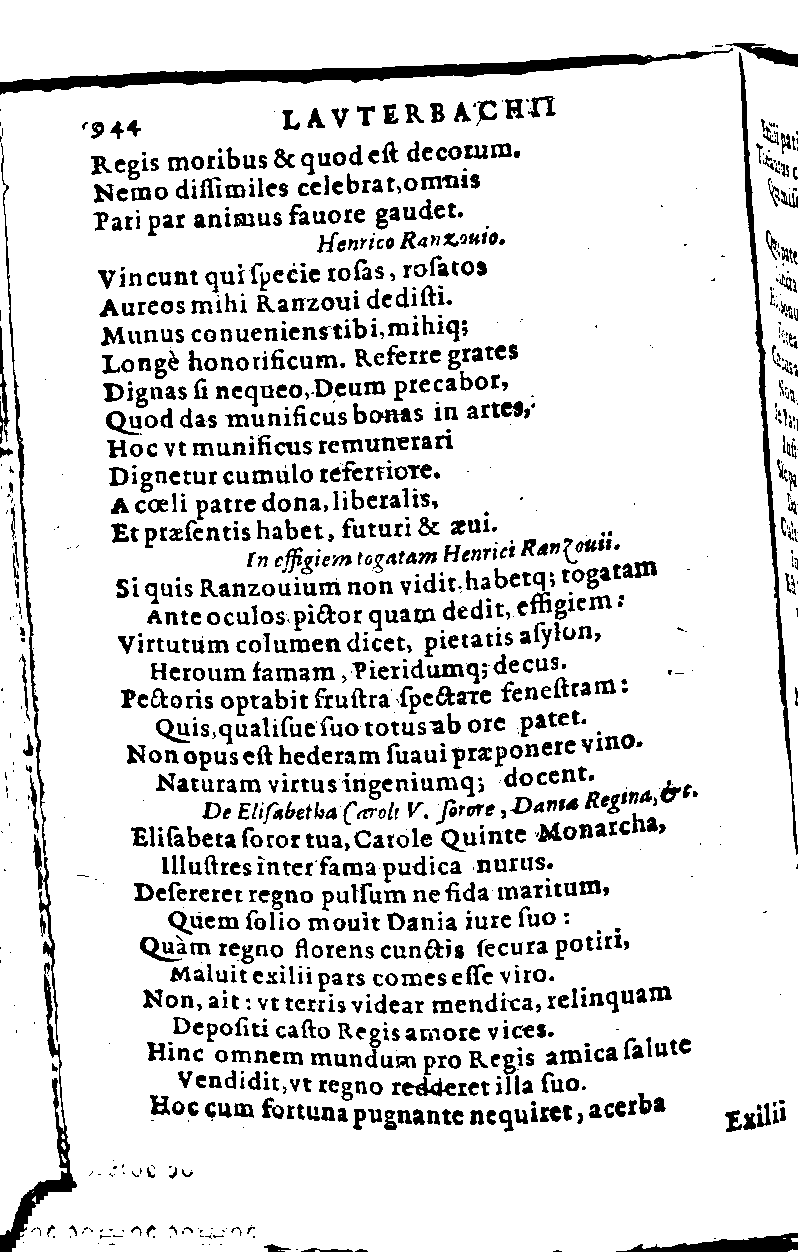 944 LAVTERBACHII
Regis moribus & quod eſt decorum.
Nemo diſſimiles celebrat, omnis
Pari par animus fauore gaudet.
Henrico Ranzouio.
Vincunt qui ſpecie roſas, roſatos
Aureos mihi Ranzoui dediſti.
Munus conueniens tibi, mihiq;
Longè honorificum. Referre grates
Dignas ſi nequeo, Deum precabor,
Quod das munificus bonas in artes,
Hoc vt munificus remunerari
Dignetur cumulo refertiore.
A cœli patre dona, liberalis,
Et præſentis habet, futuri & æui.
In effigiem togatam Henrici Ranzouii.
Si quis Ranzouium non vidit, habetq; togatam
Ante oculos pictor quam dedit, effigiem:
Virtutum columen dicet, pietatis aſylon,
Heroum famam, Pieridumq; decus.
Pectoris optabit fruſtra ſpectare feneſtram:
Quis, qualiſue ſuo totus ab ore patet.
Non opus eſt hederam ſuaui præponere vino.
Naturam virtus ingeniumq; docent.
De Eliſabetha Caroli V. ſorore, Dania Regina, &c.
Eliſabeta ſoror tua, Carole Quinte Monarcha,
Illuſtres inter fama pudica nurus.
Deſereret regno pulſum ne fida maritum,
Quem ſolio mouit Dania iure ſuo:
Quàm regno florens cunctis ſecura potiri,
Maluit exilii pars comes eſſe viro.
Non, ait: vt terris videar mendica, relinquam
Depoſiti caſto Regis amore vices.
Hinc omnem mundum pro Regis amica ſalute
Vendidit, vt regno redderet illa ſuo.
Hoc cum fortuna pugnante nequiret, acerba
Exilii